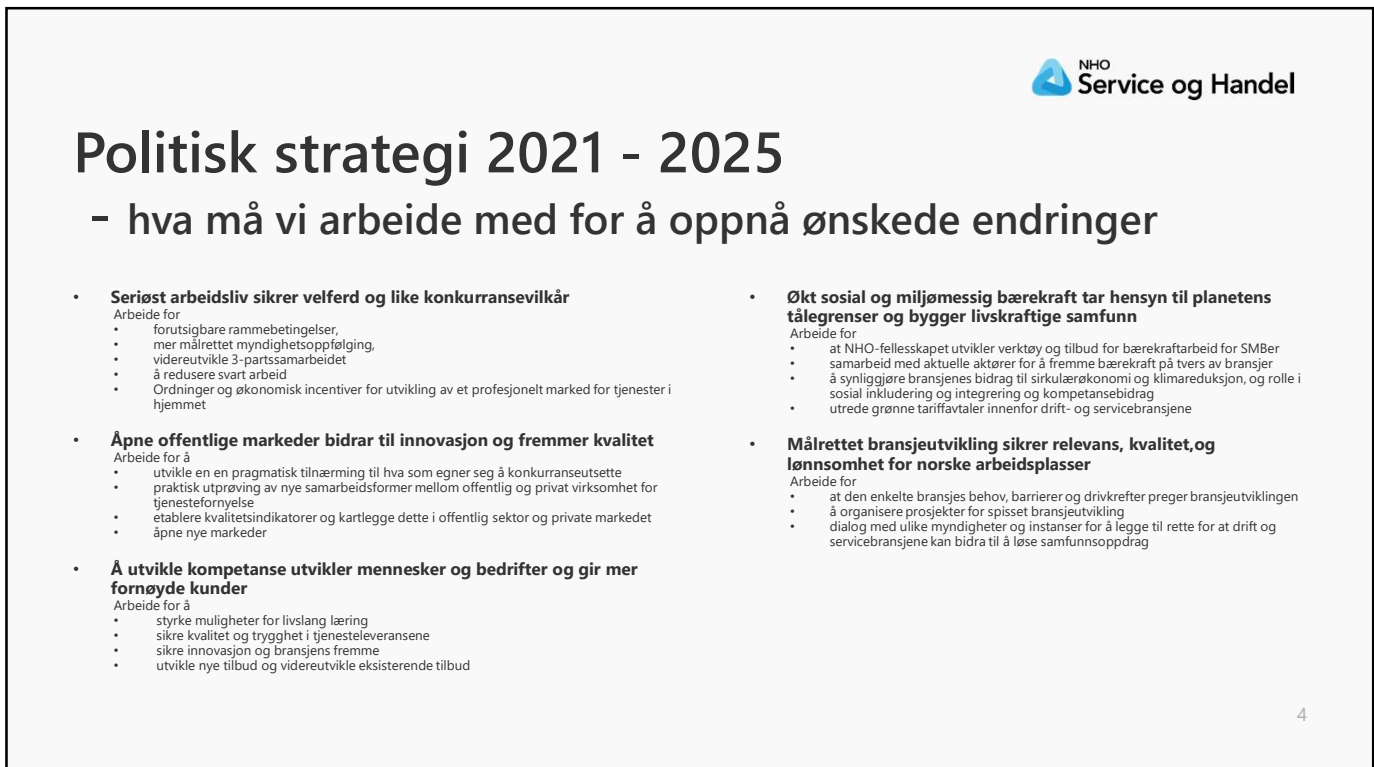 NHO
Service og Handel
Politisk strategi 2021 - 2025
- hva må vi arbeide med for å oppnå ønskede endringer
• Seriøst arbeidsliv sikrer velferd og like konkurransevilkår
Arbeide for
• forutsigbare rammebetingelser,
• mer målrettet myndighetsoppfølging,
• videreutvikle 3-partssamarbeidet
• å redusere svart arbeid
• Ordninger og økonomisk incentiver for utvikling av et profesjonelt marked for tjenester i
hjemmet
• Åpne offentlige markeder bidrar til innovasjon og fremmer kvalitet
Arbeide for å
• utvikle en en pragmatisk tilnærming til hva som egner seg å konkurranseutsette
• praktisk utprøving av nye samarbeidsformer mellom offentlig og privat virksomhet for
tjenestefornyelse
• etablere kvalitetsindikatorer og kartlegge dette i offentlig sektor og private markedet
• åpne nye markeder
• Å utvikle kompetanse utvikler mennesker og bedrifter og gir mer
fornøyde kunder
Arbeide for å
• styrke muligheter for livslang læring
• sikre kvalitet og trygghet i tjenesteleveransene
• sikre innovasjon og bransjens fremme
• utvikle nye tilbud og videreutvikle eksisterende tilbud
• Økt sosial og miljømessig bærekraft tar hensyn til planetens
tålegrenser og bygger livskraftige samfunn
Arbeide for
• at NHO-fellesskapet utvikler verktøy og tilbud for bærekraftarbeid for SMBer
• samarbeid med aktuelle aktører for å fremme bærekraft på tvers av bransjer
• å synliggjøre bransjenes bidrag til sirkulærøkonomi og klimareduksjon, og rolle i
sosial inkludering og integrering og kompetansebidrag
• utrede grønne tariffavtaler innenfor drift- og servicebransjene
• Målrettet bransjeutvikling sikrer relevans, kvalitet,og
lønnsomhet for norske arbeidsplasser
Arbeide for
• at den enkelte bransjes behov, barrierer og drivkrefter preger bransjeutviklingen
• å organisere prosjekter for spisset bransjeutvikling
• dialog med ulike myndigheter og instanser for å legge til rette for at drift og
servicebransjene kan bidra til å løse samfunnsoppdrag
4